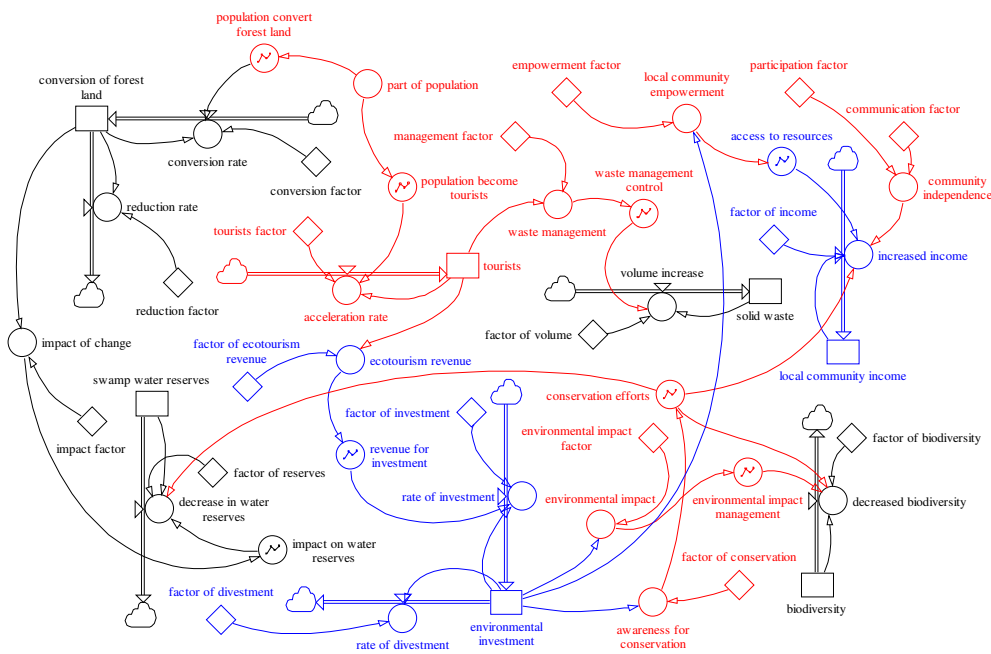 population convert
forest land
conversion of forest
land
part of population
conversion rate
conversion factor
reduction rate
reduction factor
management factor
population become
tourists
tourists factor
tourists
acceleration rate
empowerment factor
local community
empowerment
participation factor
communication factor
access to resources
community
independence
waste management
control
waste management
factor of income
increased income
volume increase
solid waste
factor of volume
local community income
impact of change
impact factor
swamp water reserves
factor of reserves
decrease in water
reserves
impact on water
reserves
factor of ecotourism
revenue
ecotourism revenue
factor of investment
revenue for
investment
rate of investment
conservation efforts
environmental impact
factor
environmental impact
environmental impact
management
factor of biodiversity
decreased biodiversity
biodiversity
factor of conservation
awareness for
conservation
factor of divestment
rate of divestment
environmental
investment